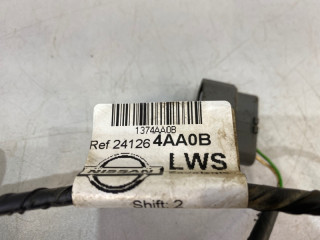 1374AA0B
Ref 24126 4AA0B
LWS
NISSAN
Shift: 2